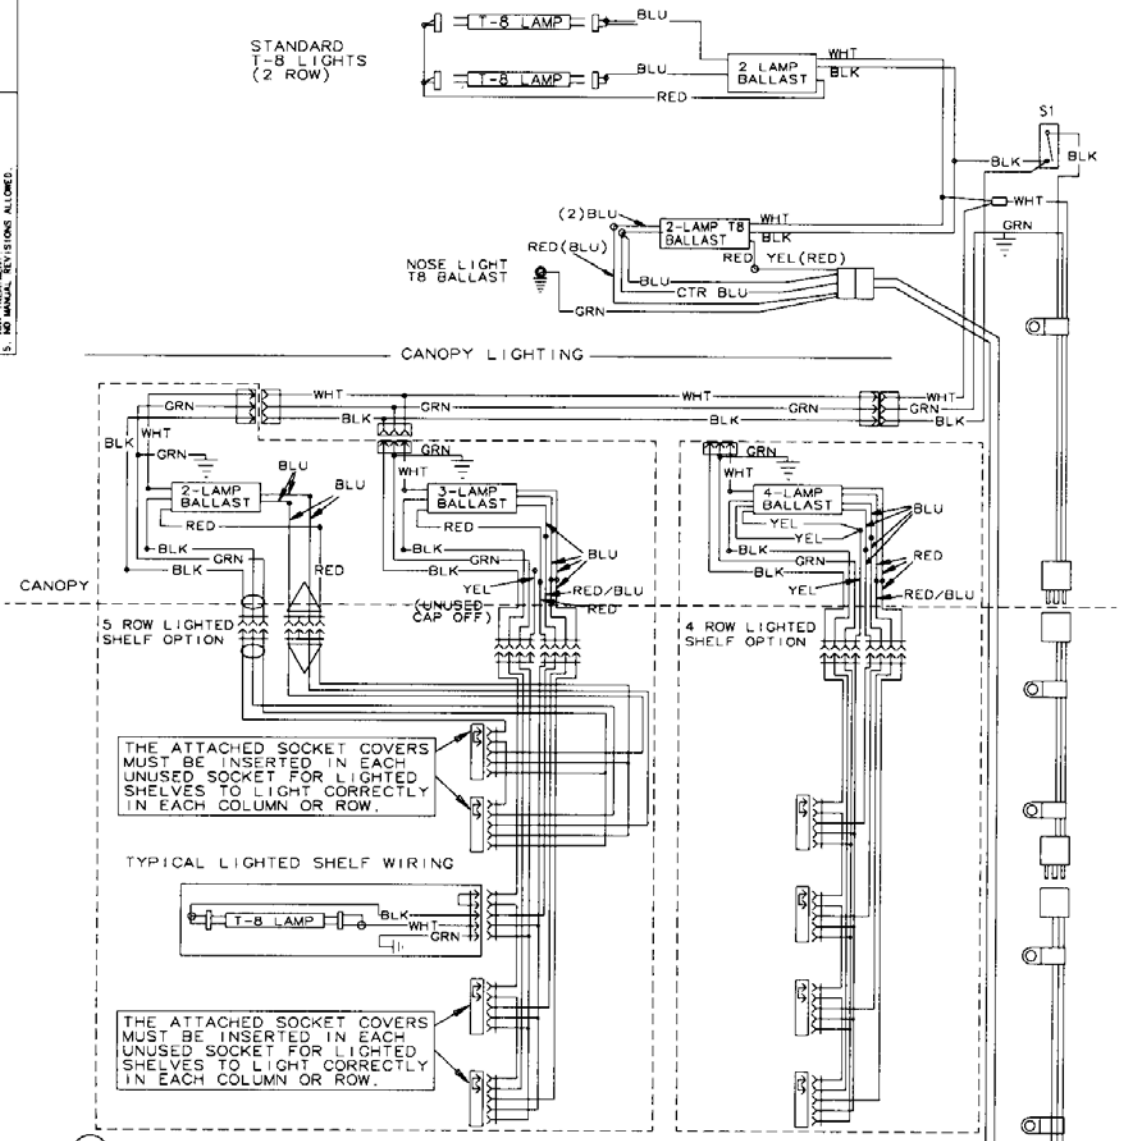 STANDARD
T-8 LIGHTS
(2 ROW)
T-8 LAMP
BLU
T-8 LAMP
BLU
2 LAMP
BALLAST
WHT
BLK
RED
S1
BLK
BLK
WHT
GRN
5. NO MANUAL REVISIONS ALLOWED.
(2)BLU
2-LAMP T8
BALLAST
WHT
BLK
RED(BLU)
RED
YEL(RED)
NOSE LIGHT
T8 BALLAST
BLU
CTR BLU
GRN
CANOPY LIGHTING
WHT
WHT
WHT
GRN
GRN
GRN
GRN
BLK
BLK
BLK
BLK
WHT
GRN
BLU
BLU
2-LAMP
BALLAST
RED
BLK
GRN
BLK
RED
GRN
WHT
3-LAMP
BALLAST
RED
BLK
GRN
BLK
BLU
YEL
(UNUSED
CAP OFF)
RED/BLU
RED
GRN
WHT
4-LAMP
BALLAST
YEL
YEL
BLK
GRN
BLK
BLU
RED
YEL
RED/BLU
CANOPY
5 ROW LIGHTED
SHELF OPTION
4 ROW LIGHTED
SHELF OPTION
THE ATTACHED SOCKET COVERS
MUST BE INSERTED IN EACH
UNUSED SOCKET FOR LIGHTED
SHELVES TO LIGHT CORRECTLY
IN EACH COLUMN OR ROW.
TYPICAL LIGHTED SHELF WIRING
T-8 LAMP
BLK
WHT
GRN
THE ATTACHED SOCKET COVERS
MUST BE INSERTED IN EACH
UNUSED SOCKET FOR LIGHTED
SHELVES TO LIGHT CORRECTLY
IN EACH COLUMN OR ROW.